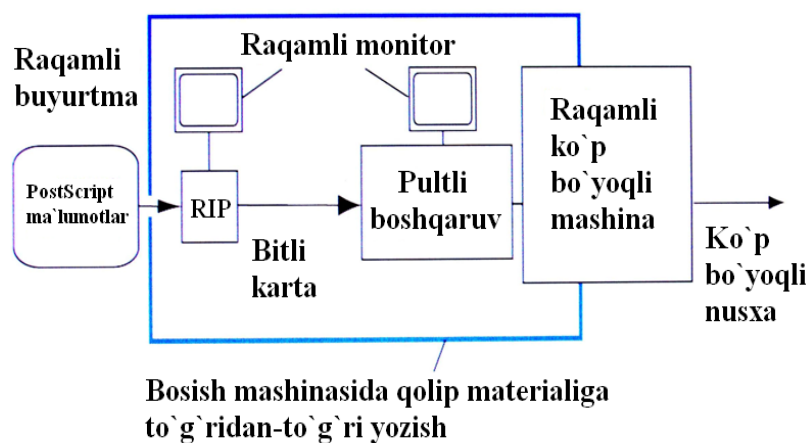 Raqamli
buyurtma
Raqamli monitor
PostScript
ma`lumotlar
RIP
Bitli
karta
Pultli
boshqaruv
Raqamli
ko`p
bo`yoqli
mashina
Ko`p
bo`yoqli
nusxa
Bosish mashinasida qolip materialiga
to`g`ridan-to`g`ri yozish